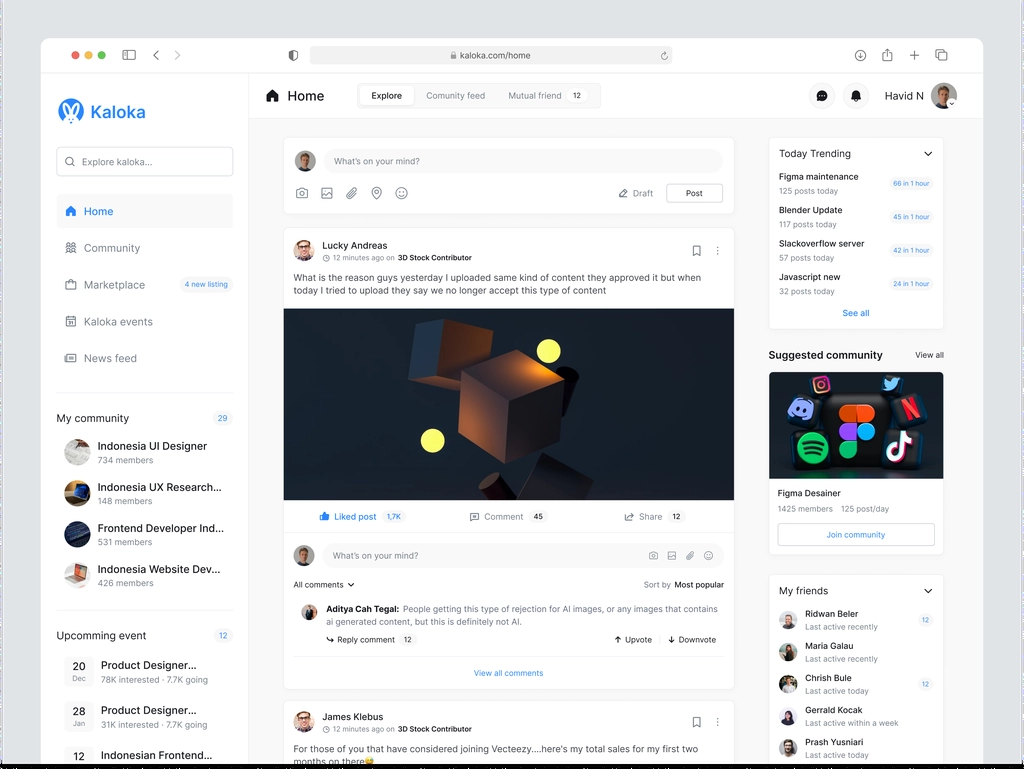 kaloka.com/home
Kaloka
Explore kaloka...
Home
Community
Marketplace
4 new listing
Kaloka events
News feed
My community
29
Indonesia UI Designer
734 members
Indonesia UX Research...
148 members
Frontend Developer Ind...
531 members
Indonesia Website Dev...
426 members
Upcomming event
12
20
Dec
Product Designer...
78K interested · 7.7K going
28
Jan
Product Designer...
31K interested · 7.7K going
12
Indonesian Frontend...
Home
Explore
Comunity feed
Mutual friend
12
Havid N
What's on your mind?
Draft
Post
Lucky Andreas
12 minutes ago on 3D Stock Contributor
What is the reason guys yesterday I uploaded same kind of content they approved it but when
today I tried to upload they say we no longer accept this type of content
Liked post
1,7K
Comment
45
Share
12
What's on your mind?
All comments
Sort by Most popular
Aditya Cah Tegal: People getting this type of rejection for AI images, or any images that contains
ai generated content, but this is definitely not AI.
Reply comment
12
Upvote
Downvote
View all comments
James Klebus
12 minutes ago on 3D Stock Contributor
For those of you that have considered joining Vecteezy....here's my total sales for my first two
months on there😅
Today Trending
Figma maintenance
125 posts today
66 in 1 hour
Blender Update
117 posts today
45 in 1 hour
Slackoverflow server
57 posts today
42 in 1 hour
Javascript new
32 posts today
24 in 1 hour
See all
Suggested community
View all
Figma Desainer
1425 members
125 post/day
Join community
My friends
Ridwan Beler
Last active recently
12
Maria Galau
Last active recently
Chrish Bule
Last active today
12
Gerrald Kocak
Last active within a week
Prash Yusniari
Last active today